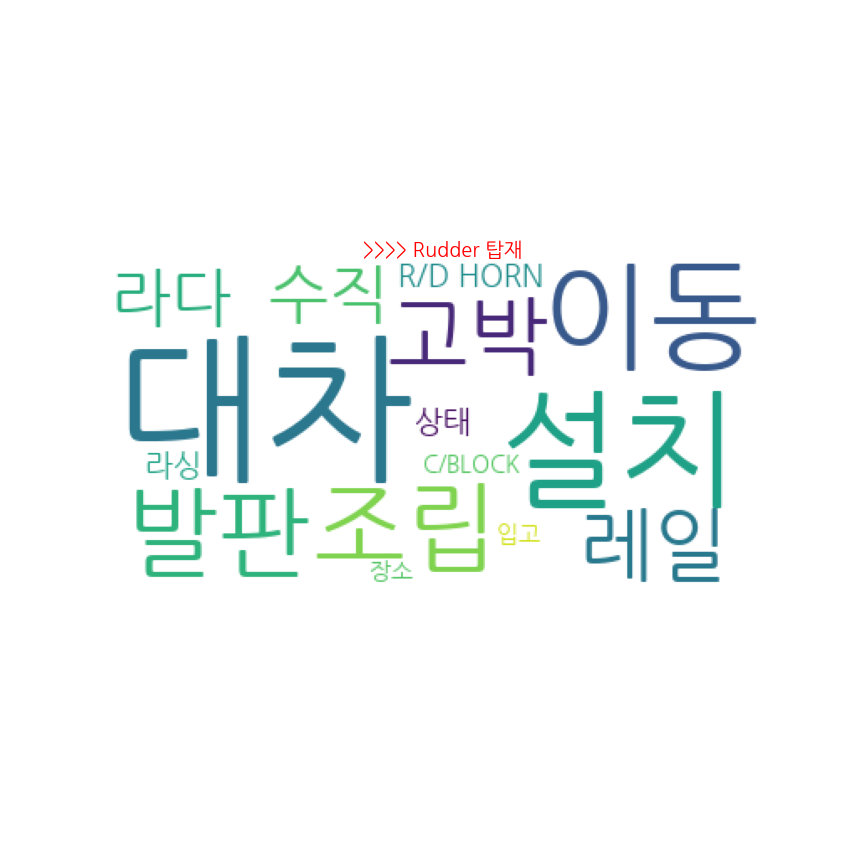 >>>> Rudder 탑재
라다
수직
R/D HORN
이동
고박
대차
상태
설치
라싱
C/BLOCK
발판
조립
입고
레일
장소